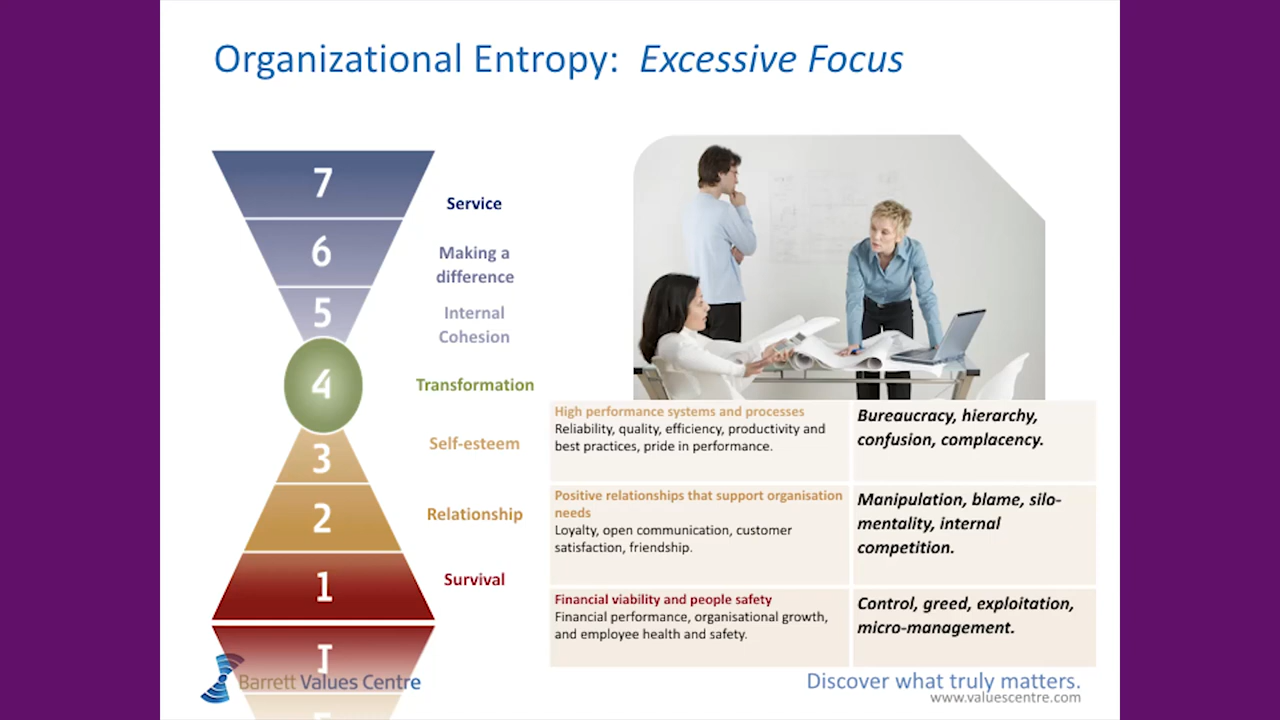 Organizational Entropy: Excessive Focus
7
Service
6
Making a
difference
5
Internal
Cohesion
4
Transformation
3
Self-esteem
2
Relationship
1
Survival
High performance systems and processes
Reliability, quality, efficiency, productivity and
best practices, pride in performance.
Bureaucracy, hierarchy,
confusion, complacency.
Positive relationships that support organisation
needs
Loyalty, open communication, customer
satisfaction, friendship.
Manipulation, blame, silo-
mentality, internal
competition.
Financial viability and people safety
Financial performance, organisational growth,
and employee health and safety.
Control, greed, exploitation,
micro-management.
Barrett Values Centre
Discover what truly matters.
www.valuescentre.com